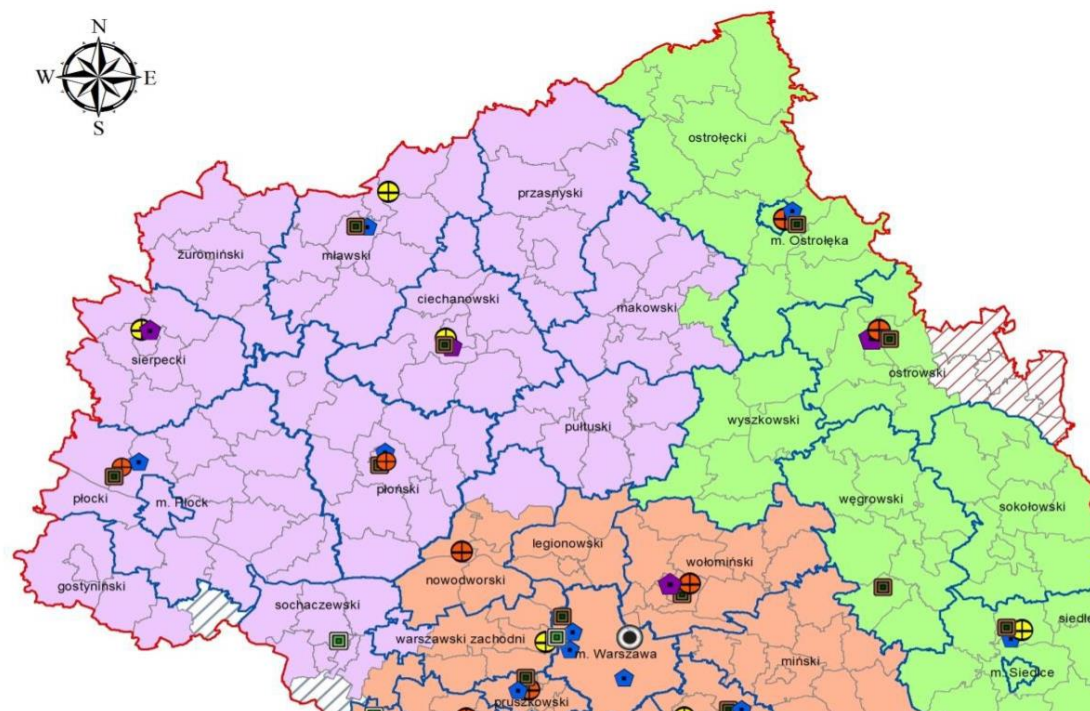 N
W E
S
ostrołęcki
przasnyski
m. Ostrołęka
żuromiński
mławski
ciechanowski
makowski
sierpecki
ostrowski
wyszkowski
pułtuski
płoński
płocki
m. Płock
węgrowski
sokołowski
legionowski
wołomiński
nowodworski
gostyniński
sochaczewski
warszawski zachodni
m. Warszawa
miński
m. Siedlce
pruszkowski